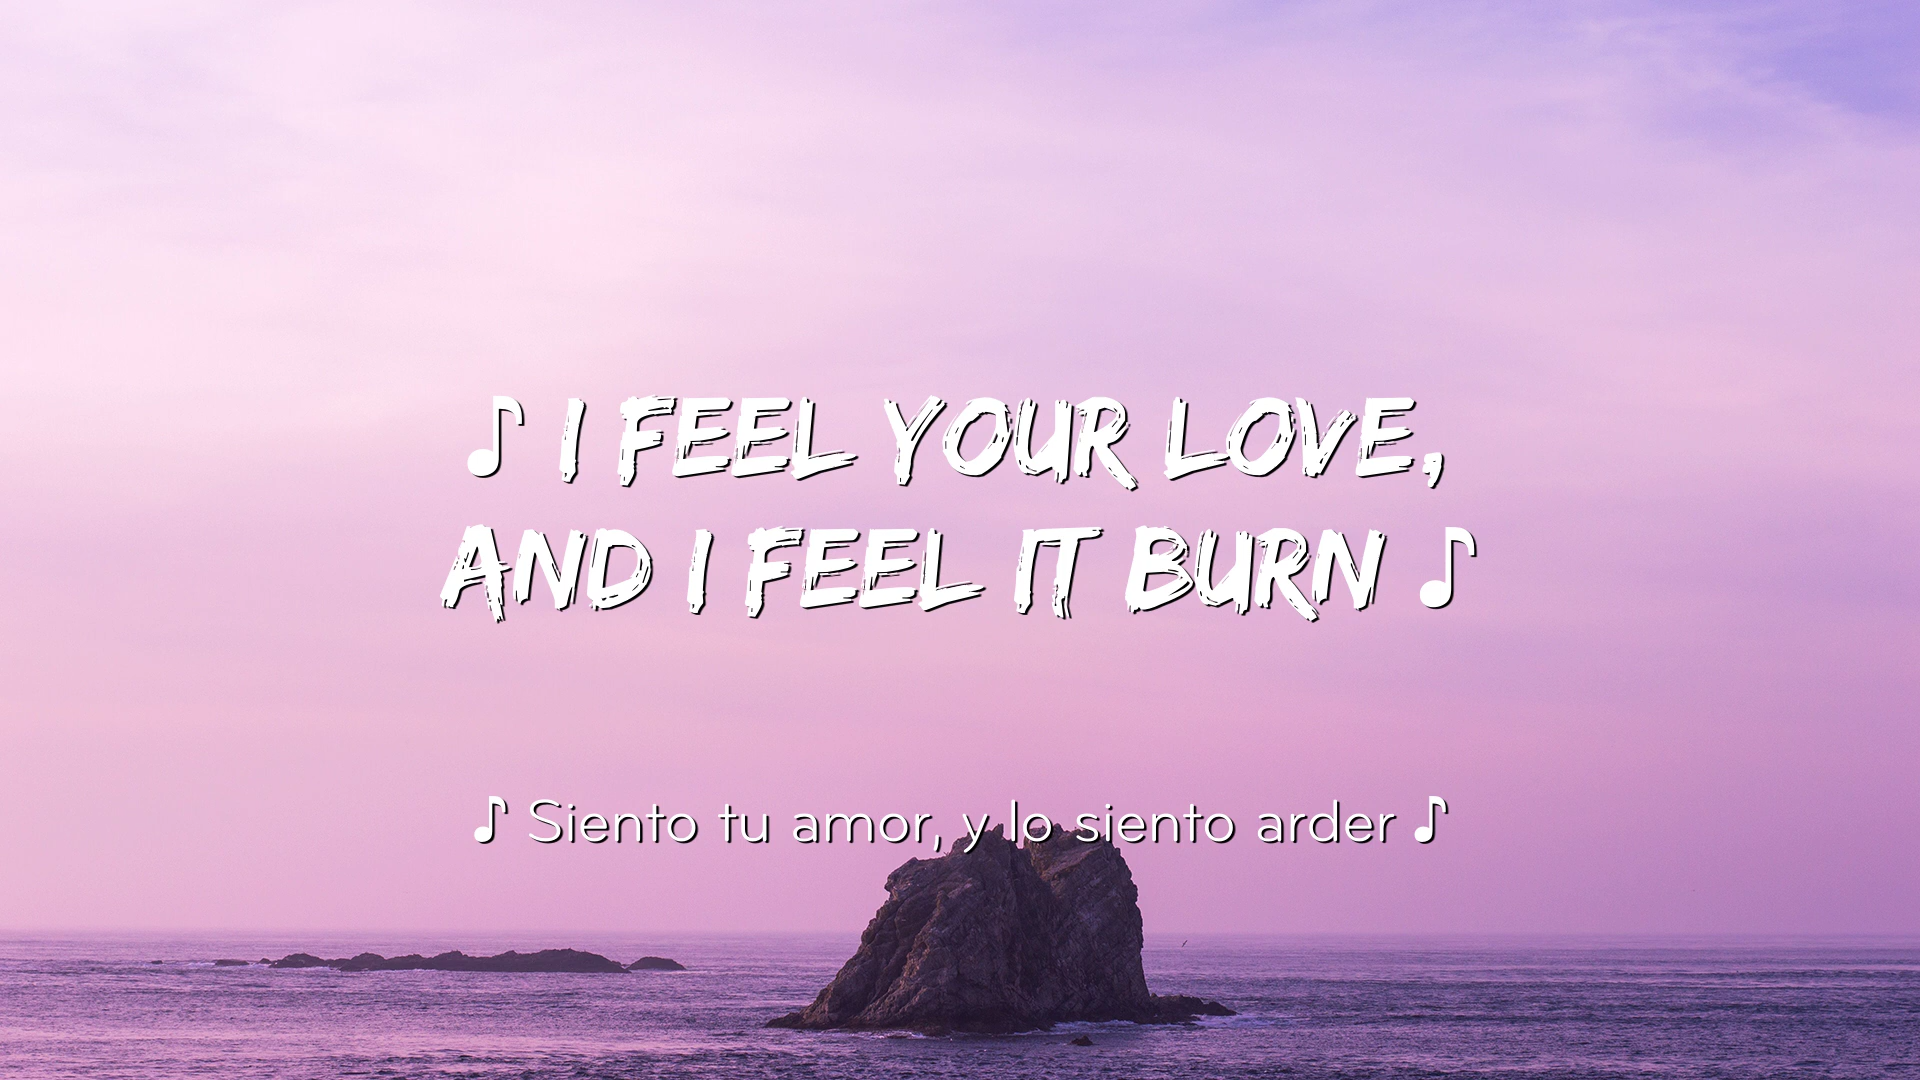 ♪ I FEEL YOUR LOVE,
AND I FEEL IT BURN ♪
♪ Siento tu amor, y lo siento arder ♪